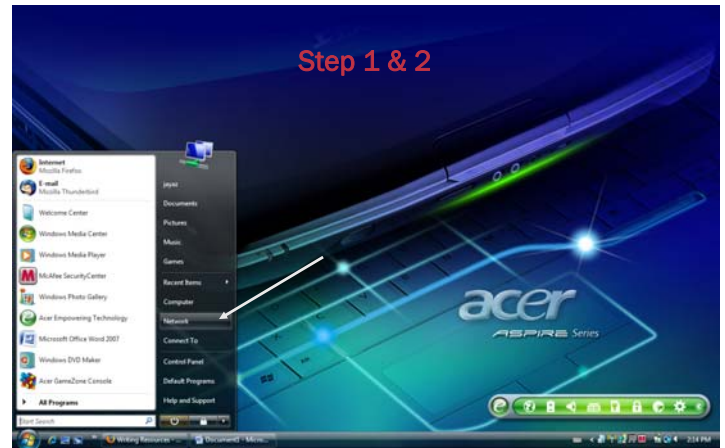 Step 1 & 2
Internet
Mozilla Firefox
E-mail
Mozilla Thunderbird
Welcome Center
Windows Media Center
Windows Media Player
McAfee SecurityCenter
Windows Photo Gallery
Acer Empowering Technology
Microsoft Office Word 2007
Windows DVD Maker
Acer GameZone Console
All Programs
Start Search
jayaz
Documents
Pictures
Music
Games
Recent Items
Computer
Network
Connect To
Control Panel
Default Programs
Help and Support
acer
ASPIRE Series
Writing Resources - ...
Document1 - Micro...
2:14 PM